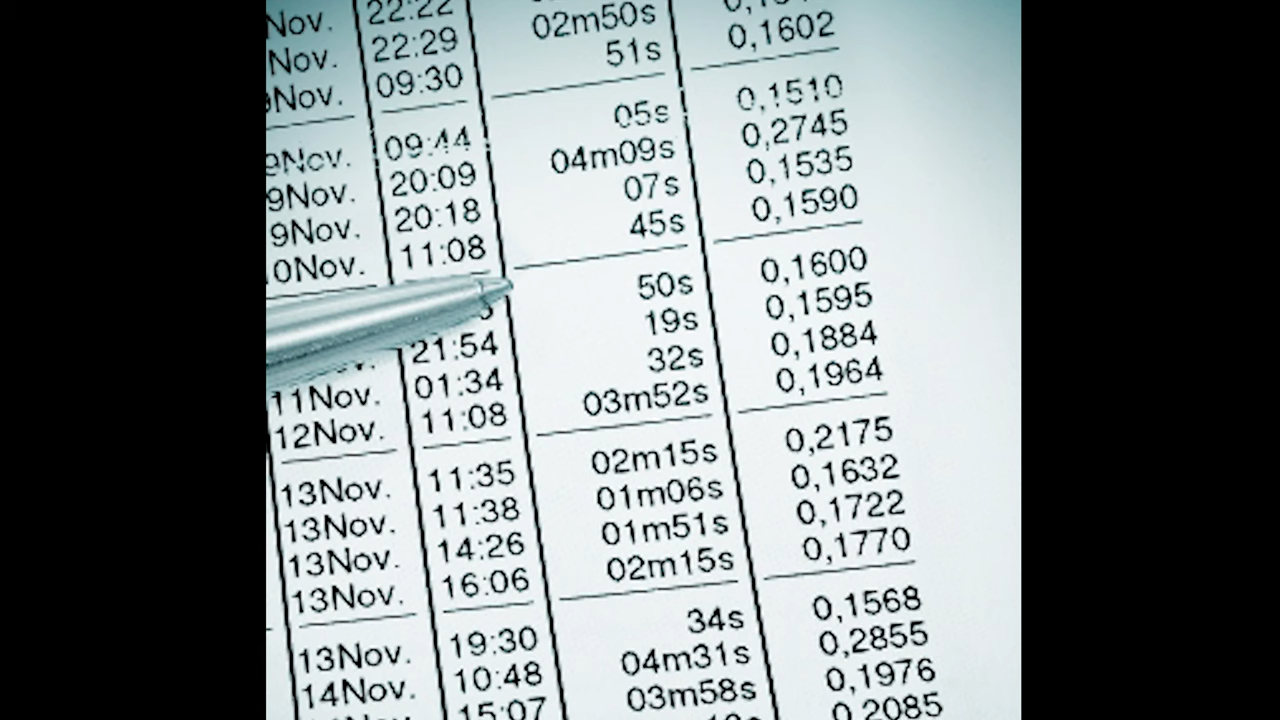 Nov. 22:22
Nov. 22:29 02m50s
9Nov. 09:30 51s 0,1602
9Nov. 09:44 05s 0,1510
9Nov. 20:09 04m09s 0,2745
9Nov. 20:18 07s 0,1535
0Nov. 11:08 45s 0,1590
50s 0,1600
21:54 19s 0,1595
11Nov. 01:34 32s 0,1884
12Nov. 11:08 03m52s 0,1964
13Nov. 11:35 02m15s 0,2175
13Nov. 11:38 01m06s 0,1632
13Nov. 14:26 01m51s 0,1722
13Nov. 16:06 02m15s 0,1770
13Nov. 19:30 34s 0,1568
14Nov. 10:48 04m31s 0,2855
15:07 03m58s 0,1976
0,2085